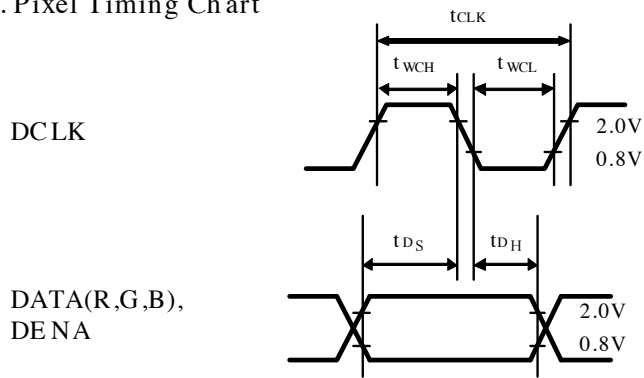 . Pixel Timing Chart
tCLK
tWCH tWCL
DCLK
2.0V
0.8V
tDS tDH
DATA(R,G,B),
DENA
2.0V
0.8V